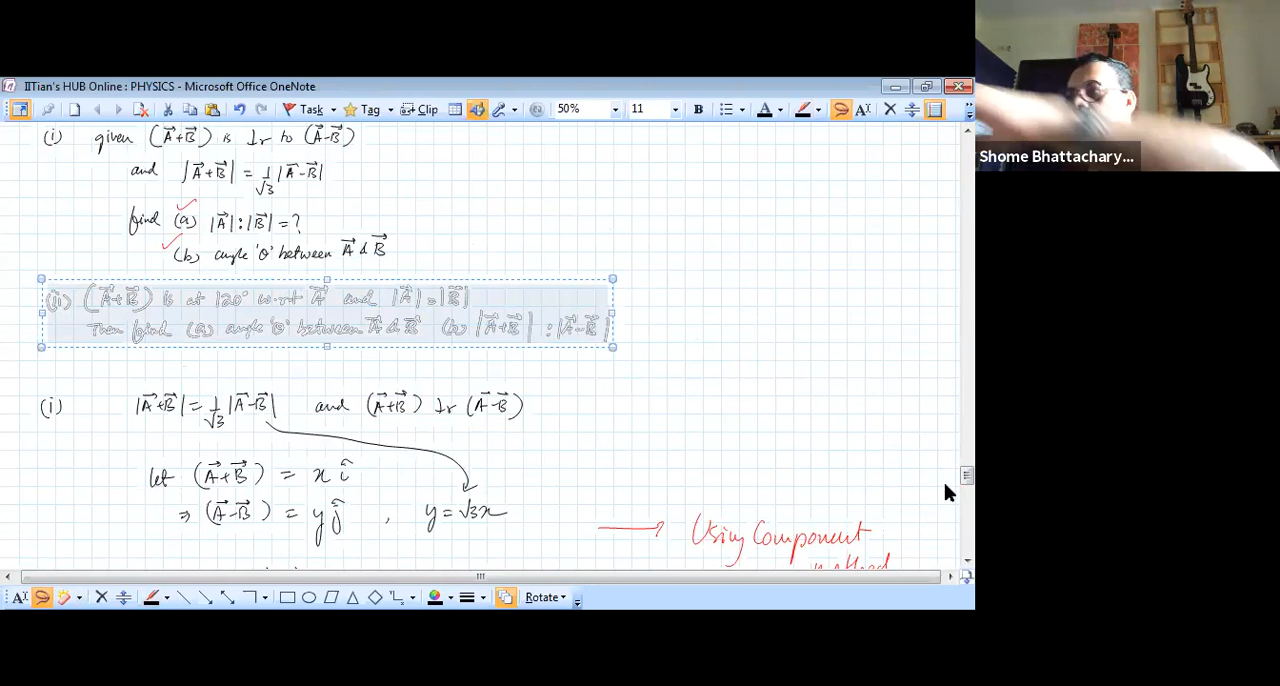 IITian's HUB Online : PHYSICS - Microsoft Office OneNote
Task Tag Clip 50% 11 B A
(i) given (A⃗+B⃗) is ⊥r to (A⃗-B⃗)
and |A⃗+B⃗| = 1/√3 |A⃗-B⃗|
find (a) |A⃗| : |B⃗| = ?
(b) angle 'θ' between A⃗ & B⃗
(ii) (A⃗+B⃗) is at 120° w.r.t A⃗ and |A⃗| = |B⃗|
Then find (a) angle 'θ' between A⃗ & B⃗ (b) |A⃗+B⃗| : |A⃗-B⃗|
(i) |A⃗+B⃗| = 1/√3 |A⃗-B⃗| and (A⃗+B⃗) ⊥r (A⃗-B⃗)
let (A⃗+B⃗) = x î
⇒ (A⃗-B⃗) = y ĵ , y = √3x
→ Using Component
method
Rotate
Shome Bhattachary...